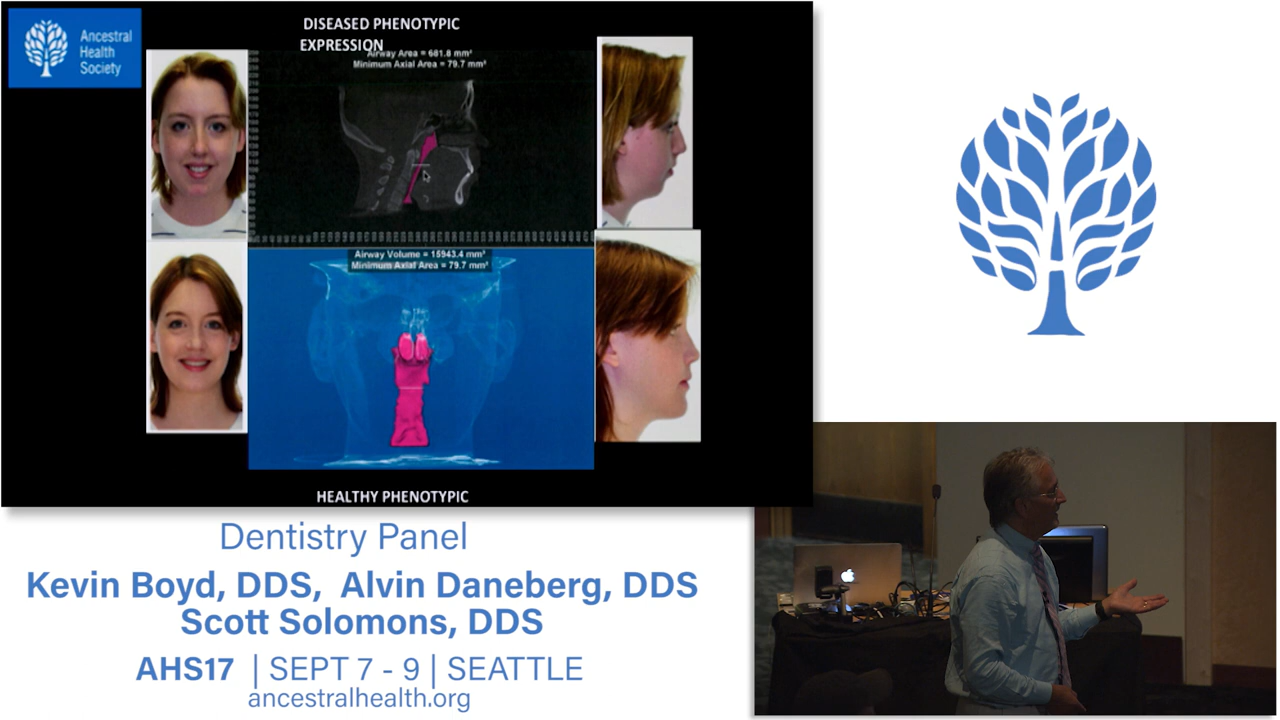 Ancestral
Health
Society
DISEASED PHENOTYPIC
EXPRESSION
Airway Area = 681.8 mm²
Minimum Axial Area = 79.7 mm²
Airway Volume = 15943.4 mm³
Minimum Axial Area = 79.7 mm²
HEALTHY PHENOTYPIC
Dentistry Panel
Kevin Boyd, DDS, Alvin Daneberg, DDS
Scott Solomons, DDS
AHS17 | SEPT 7 - 9 | SEATTLE
ancestralhealth.org